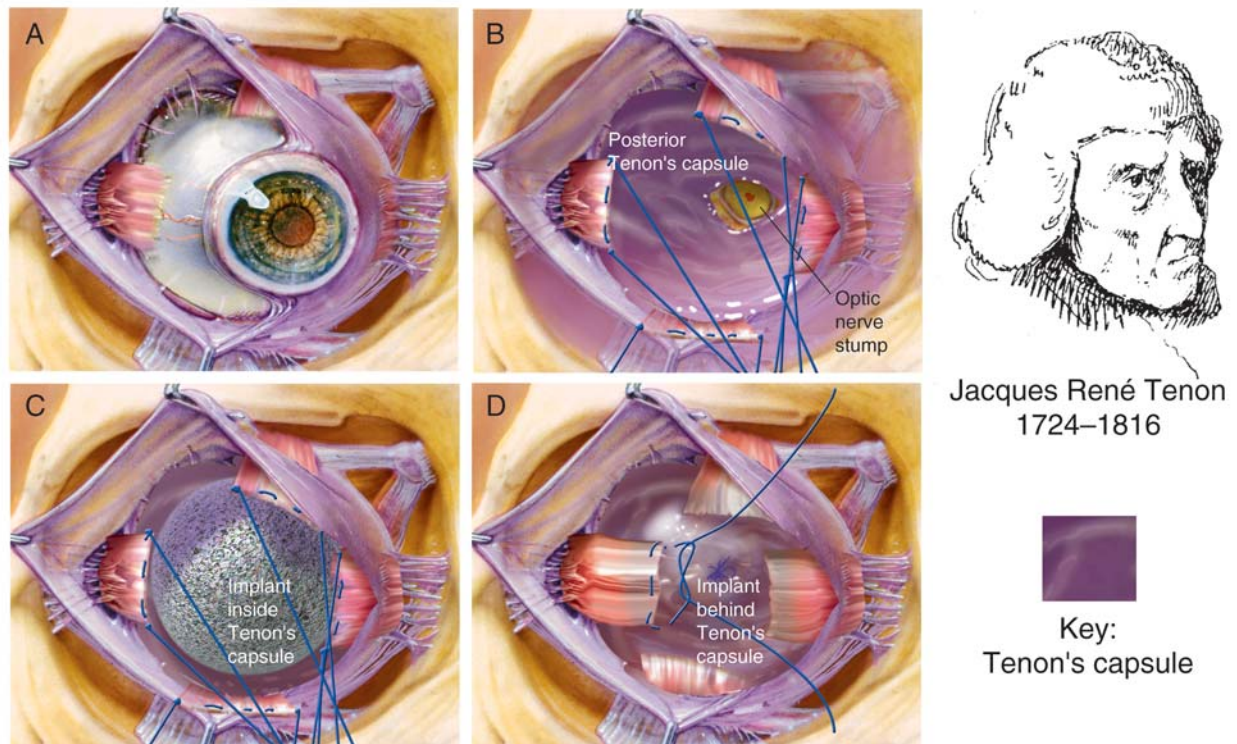 A
B
Posterior
Tenon's capsule
Optic
nerve
stump
C
Implant
inside
Tenon's
capsule
D
Implant
behind
Tenon's
capsule
Jacques René Tenon
1724–1816
Key:
Tenon's capsule